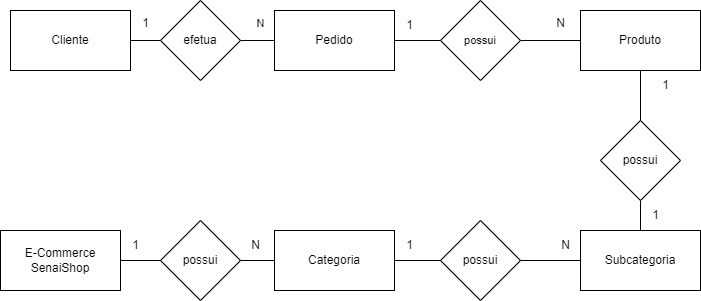 Cliente
1
efetua
N
Pedido
1
possui
N
Produto
1
possui
1
E-Commerce
SenaiShop
1
possui
N
Categoria
1
possui
N
Subcategoria